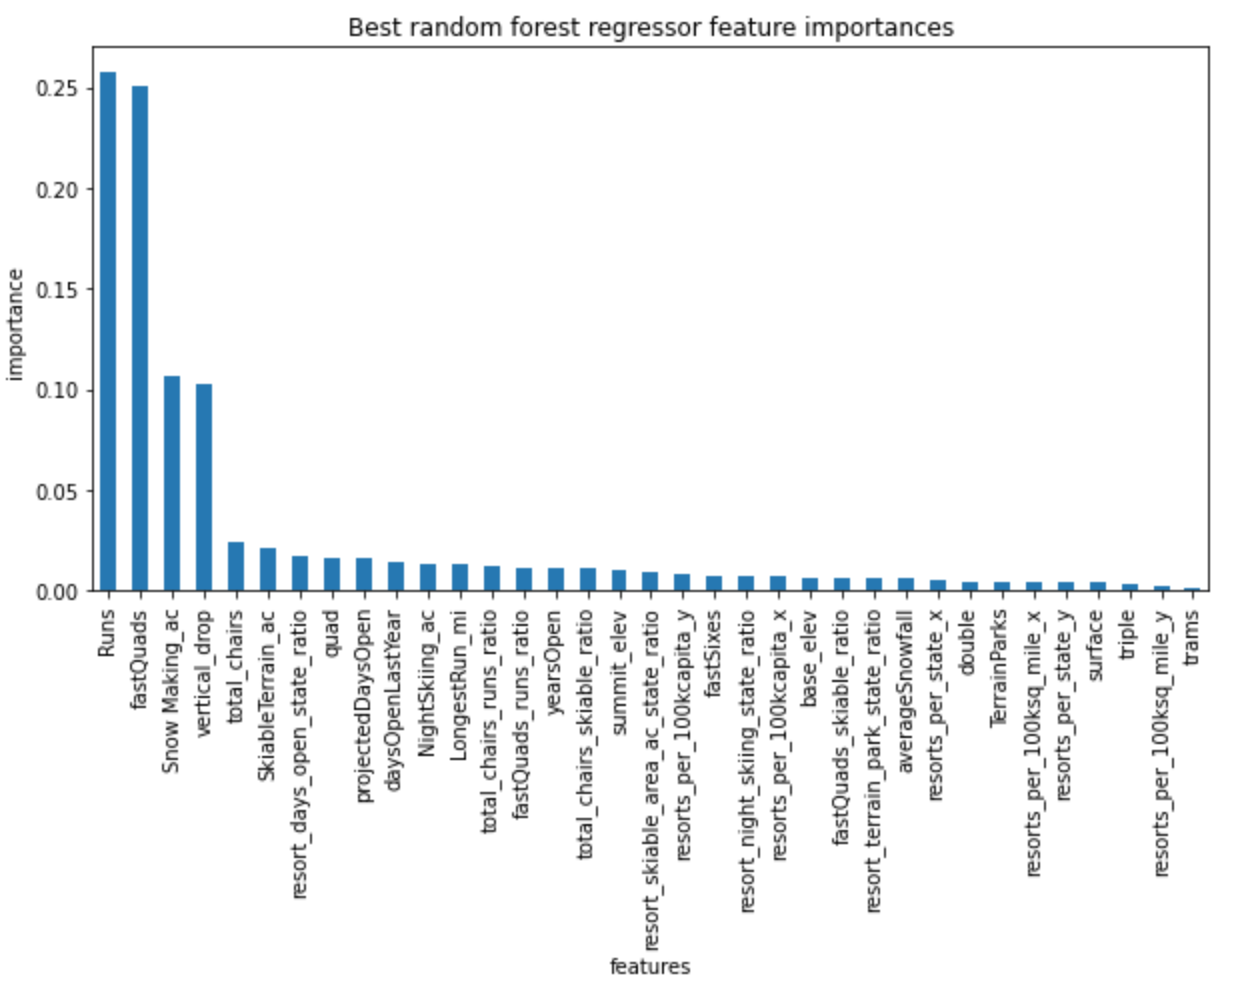 Best random forest regressor feature importances
importance
0.25
0.20
0.15
0.10
0.05
0.00
Runs
fastQuads
Snow Making_ac
vertical_drop
total_chairs
SkiableTerrain_ac
resort_days_open_state_ratio
quad
projectedDaysOpen
daysOpenLastYear
NightSkiing_ac
LongestRun_mi
total_chairs_runs_ratio
fastQuads_runs_ratio
yearsOpen
total_chairs_skiable_ratio
summit_elev
resort_skiable_area_ac_state_ratio
resorts_per_100kcapita_y
fastSixes
resort_night_skiing_state_ratio
resorts_per_100kcapita_x
base_elev
fastQuads_skiable_ratio
resort_terrain_park_state_ratio
averageSnowfall
resorts_per_state_x
double
TerrainParks
resorts_per_100ksq_mile_x
resorts_per_state_y
surface
triple
resorts_per_100ksq_mile_y
trams
features